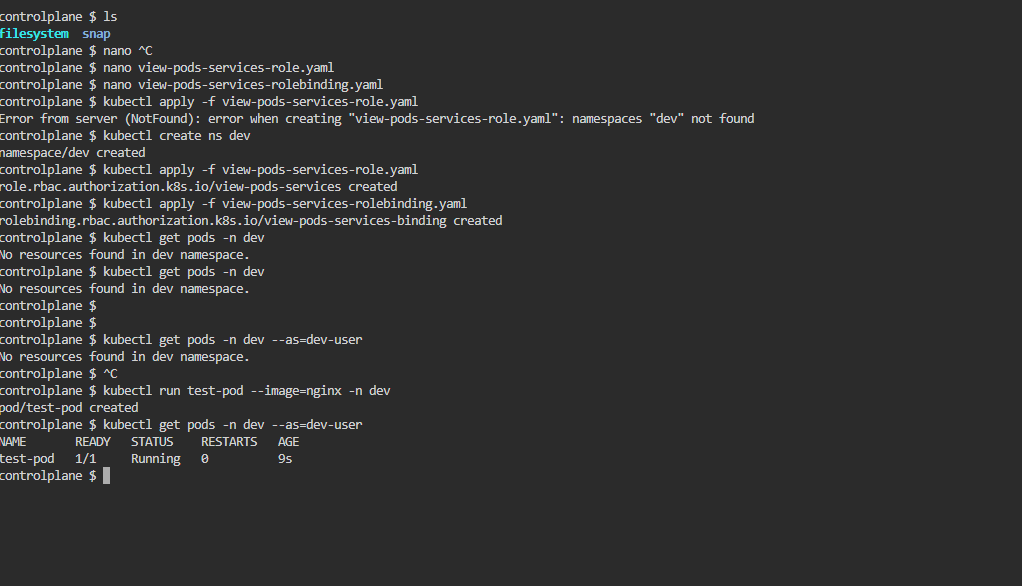 controlplane $ ls
filesystem  snap
controlplane $ nano ^C
controlplane $ nano view-pods-services-role.yaml
controlplane $ nano view-pods-services-rolebinding.yaml
controlplane $ kubectl apply -f view-pods-services-role.yaml
Error from server (NotFound): error when creating "view-pods-services-role.yaml": namespaces "dev" not found
controlplane $ kubectl create ns dev
namespace/dev created
controlplane $ kubectl apply -f view-pods-services-role.yaml
role.rbac.authorization.k8s.io/view-pods-services created
controlplane $ kubectl apply -f view-pods-services-rolebinding.yaml
rolebinding.rbac.authorization.k8s.io/view-pods-services-binding created
controlplane $ kubectl get pods -n dev
No resources found in dev namespace.
controlplane $ kubectl get pods -n dev
No resources found in dev namespace.
controlplane $
controlplane $
controlplane $ kubectl get pods -n dev --as=dev-user
No resources found in dev namespace.
controlplane $ ^C
controlplane $ kubectl run test-pod --image=nginx -n dev
pod/test-pod created
controlplane $ kubectl get pods -n dev --as=dev-user
NAME       READY   STATUS    RESTARTS   AGE
test-pod   1/1     Running   0          9s
controlplane $